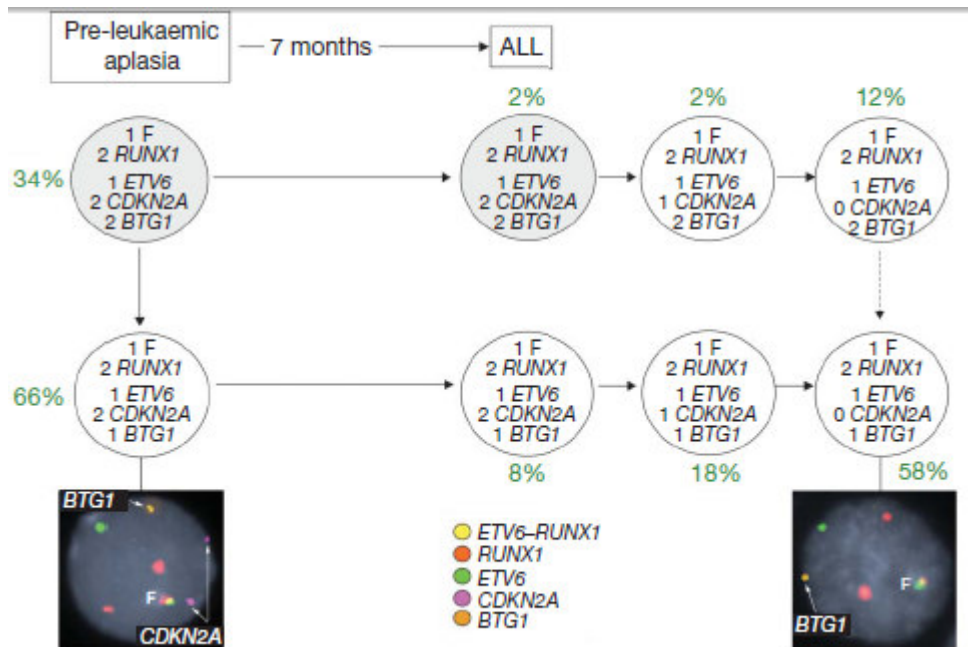 Pre-leukaemic
aplasia
7 months
ALL
2%
2%
12%
34%
1 F
2 RUNX1
1 ETV6
2 CDKN2A
2 BTG1
1 F
2 RUNX1
1 ETV6
2 CDKN2A
2 BTG1
1 F
2 RUNX1
1 ETV6
1 CDKN2A
2 BTG1
1 F
2 RUNX1
1 ETV6
0 CDKN2A
2 BTG1
66%
1 F
2 RUNX1
1 ETV6
2 CDKN2A
1 BTG1
1 F
2 RUNX1
1 ETV6
2 CDKN2A
1 BTG1
1 F
2 RUNX1
1 ETV6
1 CDKN2A
1 BTG1
1 F
2 RUNX1
1 ETV6
0 CDKN2A
1 BTG1
8%
18%
58%
BTG1
F
CDKN2A
ETV6–RUNX1
RUNX1
ETV6
CDKN2A
BTG1
F
BTG1